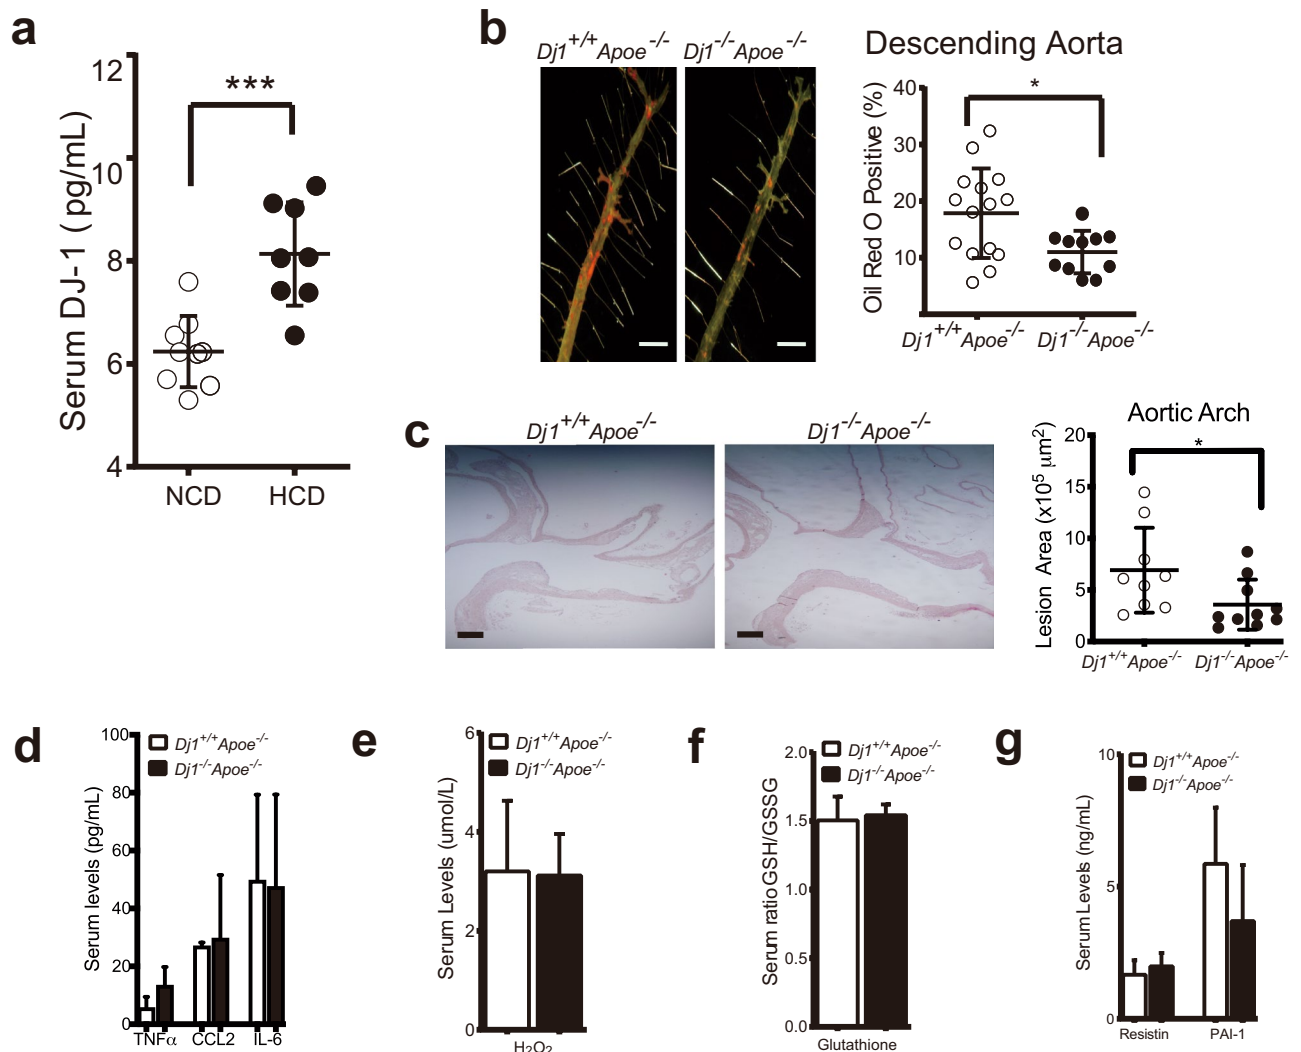 a
Serum DJ-1 (pg/mL)
12
10
8
6
4
***
NCD HCD
b
Dj1+/+Apoe-/- Dj1-/-Apoe-/-
Descending Aorta
Oil Red O Positive (%)
40
30
20
10
*
Dj1+/+Apoe-/- Dj1-/-Apoe-/-
c
Dj1+/+Apoe-/- Dj1-/-Apoe-/-
Aortic Arch
Lesion Area (x10⁵ µm²)
20
15
10
5
0
*
Dj1+/+Apoe-/- Dj1-/-Apoe-/-
d
Serum levels (pg/mL)
100
80
60
40
20
0
Dj1+/+Apoe-/-
Dj1-/-Apoe-/-
TNFα CCL2 IL-6
e
Serum Levels (umol/L)
6
4
2
0
Dj1+/+Apoe-/-
Dj1-/-Apoe-/-
H₂O₂
f
Serum ratio GSH/GSSG
2.0
1.5
1.0
0.5
0.0
Dj1+/+Apoe-/-
Dj1-/-Apoe-/-
Glutathione
g
Serum Levels (ng/mL)
10
5
0
Dj1+/+Apoe-/-
Dj1-/-Apoe-/-
Resistin PAI-1